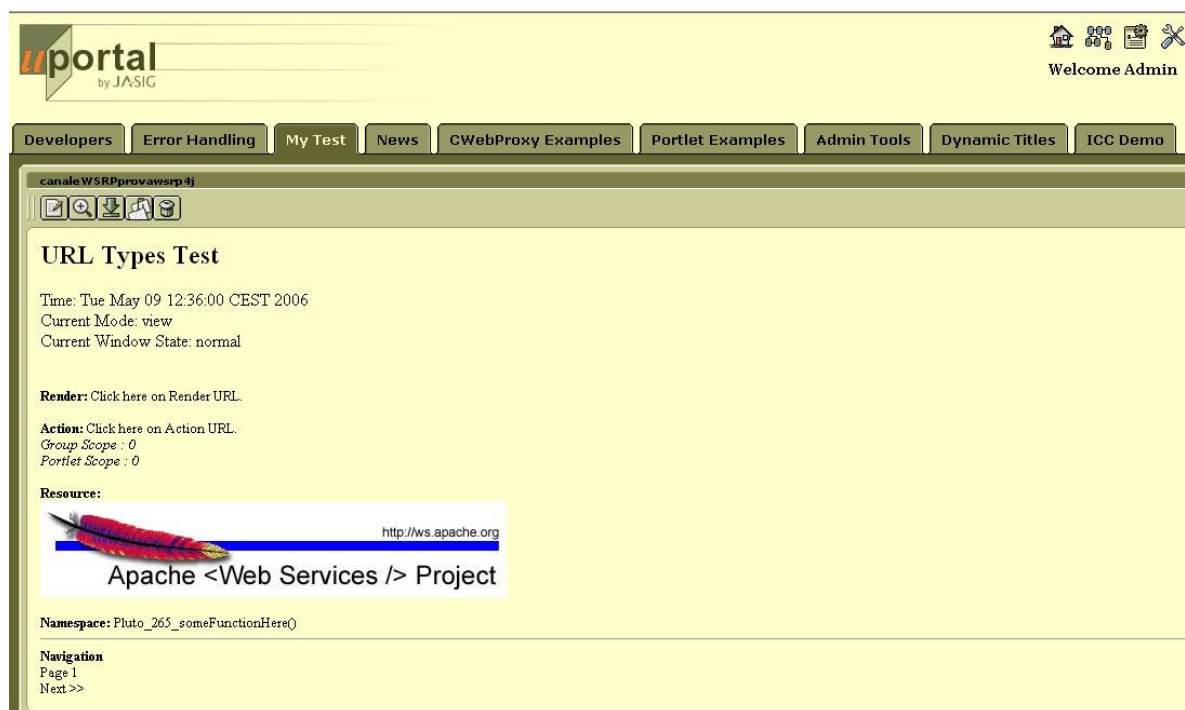 uportal
by JA-SIG
Welcome Admin
Developers Error Handling My Test News CWebProxy Examples Portlet Examples Admin Tools Dynamic Titles ICC Demo
canaleWSRPprovawsrp4j
URL Types Test
Time: Tue May 09 12:36:00 CEST 2006
Current Mode: view
Current Window State: normal
Render: Click here on Render URL.
Action: Click here on Action URL.
Group Scope : 0
Portlet Scope : 0
Resource:
http://ws.apache.org
Apache <Web Services /> Project
Namespace: Pluto_265_someFunctionHere()
Navigation
Page 1
Next >>